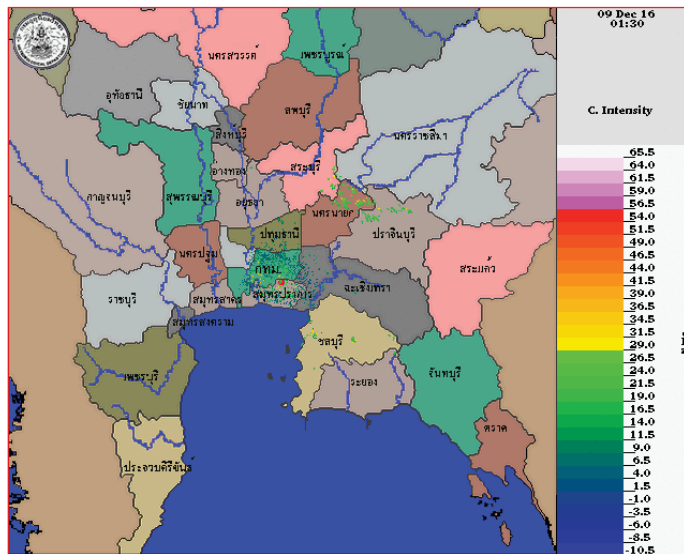 09 Dec 16
01:30
C. Intensity
นครสวรรค์
เพชรบูรณ์
อุทัยธานี
ชัยนาท
ลพบุรี
สิงห์บุรี
นครราชสีมา
อ่างทอง
สระบุรี
กาญจนบุรี
สุพรรณบุรี
อยุธยา
นครนายก
ปราจีนบุรี
ปทุมธานี
นครปฐม
กทม.
สระแก้ว
ฉะเชิงเทรา
ราชบุรี
สมุทรสาคร
สมุทรปราการ
สมุทรสงคราม
ชลบุรี
เพชรบุรี
ระยอง
จันทบุรี
ตราด
ประจวบคีรีขันธ์
65.5
64.0
61.5
59.0
56.5
54.0
51.5
49.0
46.5
44.0
41.5
39.0
36.5
34.5
31.5
29.0
26.5
24.0
21.5
19.0
16.5
14.0
11.5
9.0
6.5
4.0
1.5
-1.0
-3.5
-6.0
-8.5
-10.5